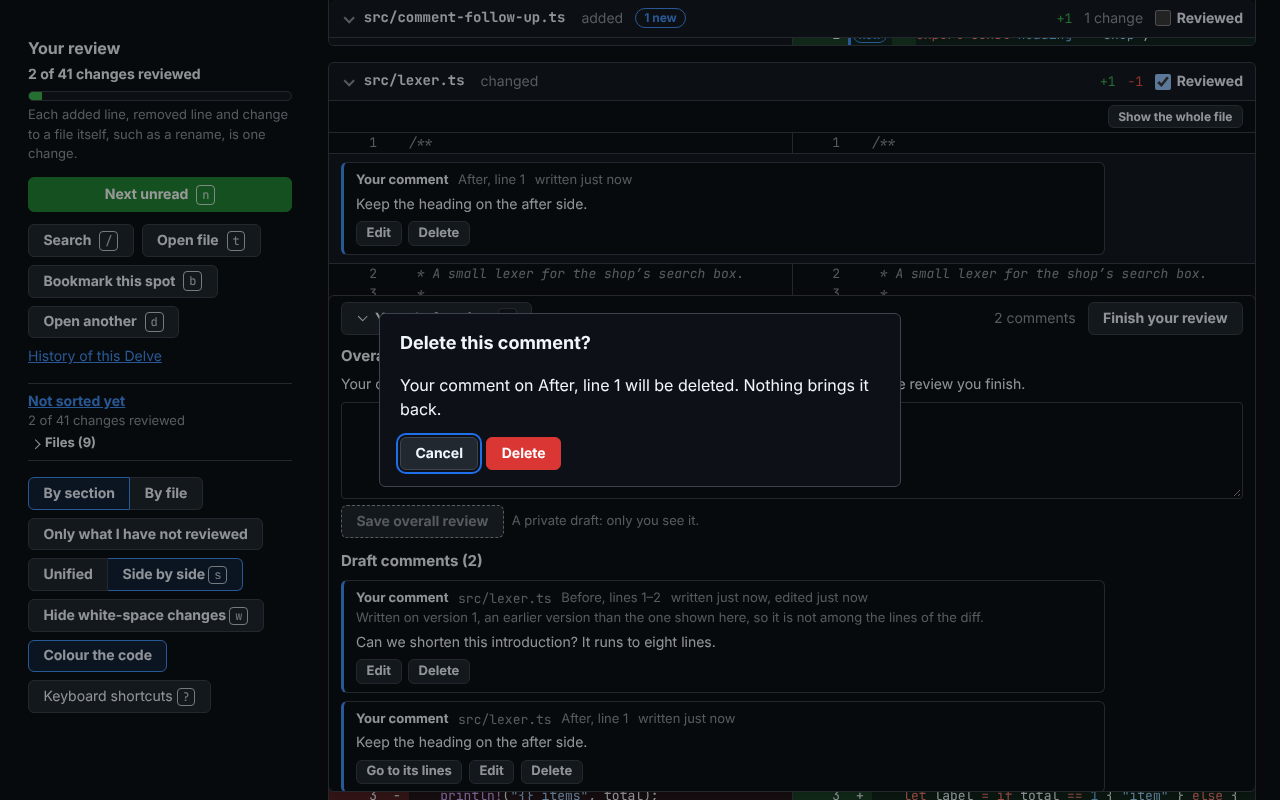 src/comment-follow-up.ts added 1 new +1 1 change Reviewed
Your review
2 of 41 changes reviewed
Each added line, removed line and change to a file itself, such as a rename, is one change.
Next unread n
Search / Open file t
Bookmark this spot b
Open another d
History of this Delve
Not sorted yet
2 of 41 changes reviewed
Files (9)
By section By file
Only what I have not reviewed
Unified Side by side s
Hide white-space changes w
Colour the code
Keyboard shortcuts ?
src/lexer.ts changed +1 -1 Reviewed
Show the whole file
1 /** 1 /**
Your comment After, line 1 written just now
Keep the heading on the after side.
Edit Delete
2 * A small lexer for the shop's search box. 2 * A small lexer for the shop's search box.
3 * 3 *
2 comments Finish your review
Delete this comment?
Your comment on After, line 1 will be deleted. Nothing brings it back.
Cancel Delete
review you finish.
Save overall review A private draft: only you see it.
Draft comments (2)
Your comment src/lexer.ts Before, lines 1–2 written just now, edited just now
Written on version 1, an earlier version than the one shown here, so it is not among the lines of the diff.
Can we shorten this introduction? It runs to eight lines.
Edit Delete
Your comment src/lexer.ts After, line 1 written just now
Keep the heading on the after side.
Go to its lines Edit Delete
3 - println!("{} items", total); 3 + let label = if total == 1 { "item" } else {